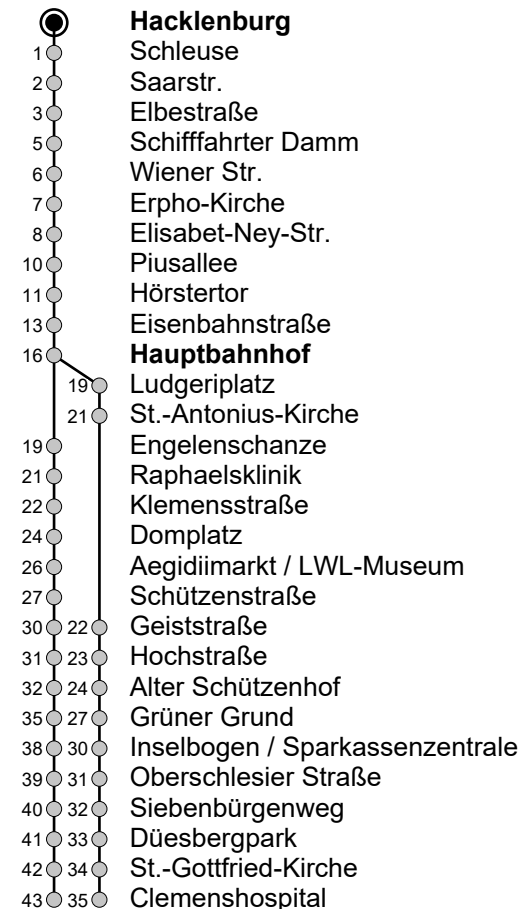 Hacklenburg
1 Schleuse
2 Saarstr.
3 Elbestraße
5 Schifffahrter Damm
6 Wiener Str.
7 Erpho-Kirche
8 Elisabet-Ney-Str.
10 Piusallee
11 Hörstertor
13 Eisenbahnstraße
16 Hauptbahnhof
19 Ludgeriplatz
21 St.-Antonius-Kirche
19 Engelenschanze
21 Raphaelsklinik
22 Klemensstraße
24 Domplatz
26 Aegidiimarkt / LWL-Museum
27 Schützenstraße
30 22 Geiststraße
31 23 Hochstraße
32 24 Alter Schützenhof
35 27 Grüner Grund
38 30 Inselbogen / Sparkassenzentrale
39 31 Oberschlesier Straße
40 32 Siebenbürgenweg
41 33 Düesbergpark
42 34 St.-Gottfried-Kirche
43 35 Clemenshospital